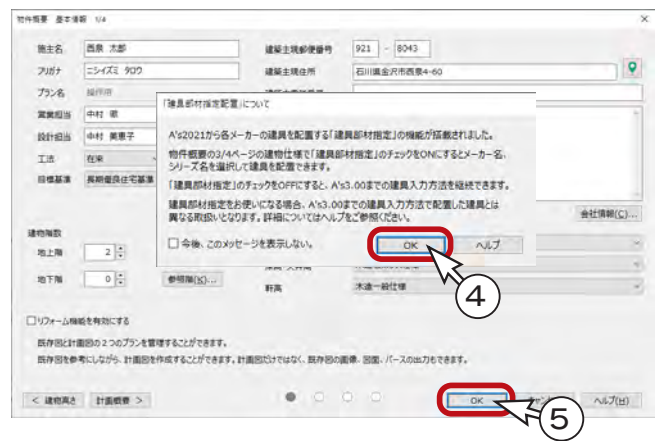 物件概要 基本情報 1/4
×
施主名 西泉 太郎
建築主現郵便番号 921 - 8043
フリガナ ニシイズミ タロウ
建築主現住所 石川県金沢市西泉4-60
プラン名 操作用
営業担当 中村 徹
設計担当 中村 美恵子
工法 在来
目標基準 長期優良住宅基準
「建具部材指定配置」について
A's2021から各メーカーの建具を配置する「建具部材指定」の機能が搭載されました。
物件概要の3/4ページの建物仕様で「建具部材指定」のチェックをONにするとメーカー名、
シリーズ名を選択して建具を配置できます。
「建具部材指定」のチェックをOFFにすると、A's3.00までの建具入力方法を継続できます。
建具部材指定をお使いになる場合、A's3.00までの建具入力方法で配置した建具とは
異なる取扱いとなります。詳細についてはヘルプをご参照ください。
今後、このメッセージを表示しない。
OK
ヘルプ
④
会社情報(C)...
建物階数
地上階 2
地下階 0
参照階(K)...
軒高 木造一般仕様
リフォーム機能を有効にする
既存図と計画図の2つのプランを管理することができます。
既存図を参考にしながら、計画図を作成することができます。計画図だけではなく、既存図の画像、図面、パースの出力もできます。
< 建物高さ
計画概要 >
OK
ヘルプ(H)
⑤